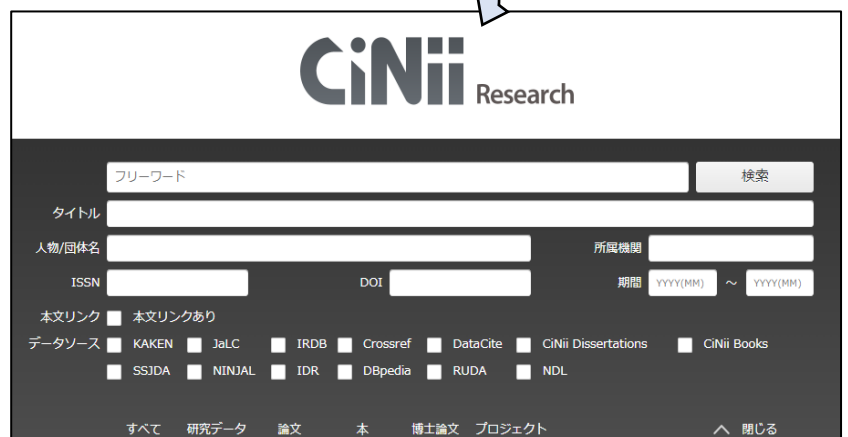 CiNii Research
フリーワード 検索
タイトル
人物/団体名 所属機関
ISSN DOI 期間 YYYY(MM) ～ YYYY(MM)
本文リンク 本文リンクあり
データソース KAKEN JaLC IRDB Crossref DataCite CiNii Dissertations CiNii Books
SSJDA NINJAL IDR DBpedia RUDA NDL
すべて 研究データ 論文 本 博士論文 プロジェクト 閉じる